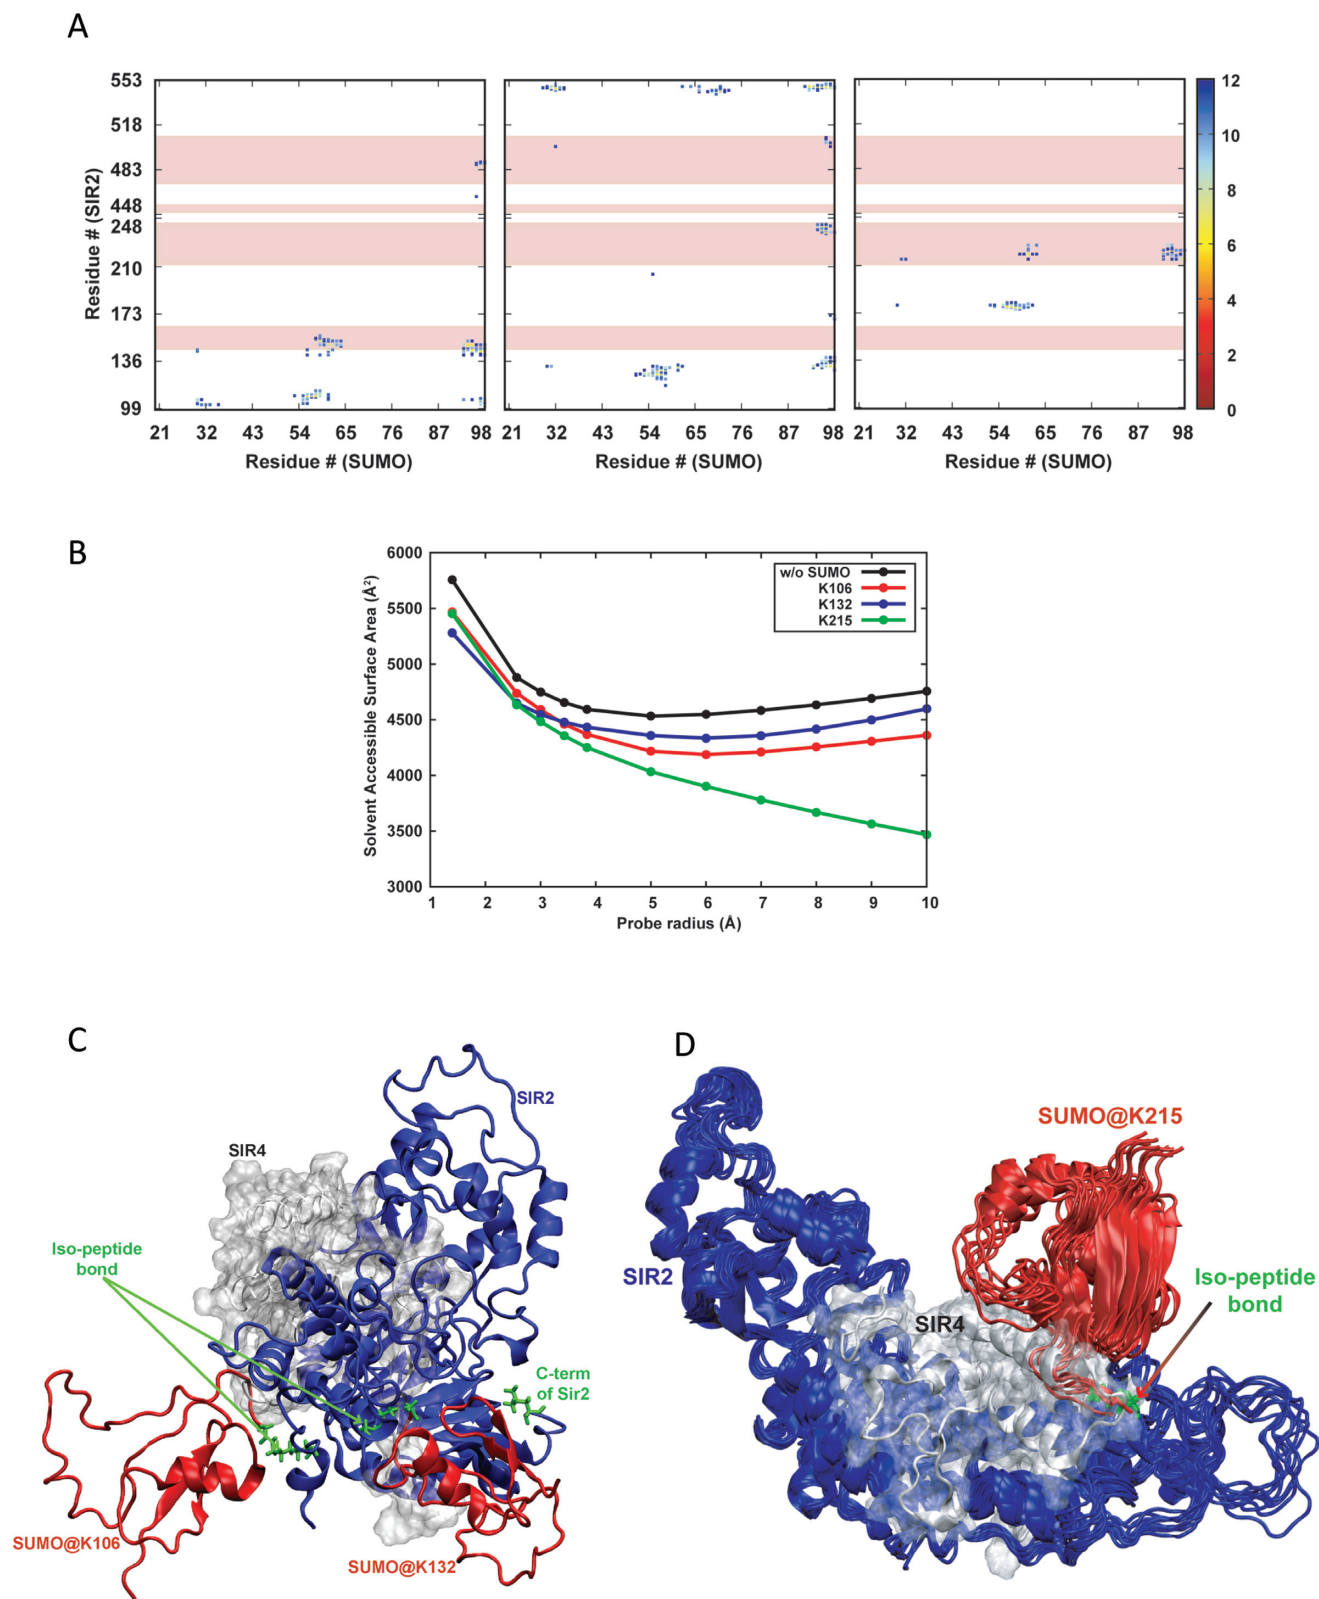 A
553
518
483
448
248
210
173
136
99
Residue # (SIR2)
21 32 43 54 65 76 87 98
21 32 43 54 65 76 87 98
21 32 43 54 65 76 87 98
Residue # (SUMO)
Residue # (SUMO)
Residue # (SUMO)
12
10
8
6
4
2
0
B
6000
5500
5000
4500
4000
3500
3000
Solvent Accessible Surface Area (Å²)
w/o SUMO
K106
K132
K215
1 2 3 4 5 6 7 8 9 10
Probe radius (Å)
C
SIR2
SIR4
Iso-peptide
bond
C-term
of Sir2
SUMO@K106
SUMO@K132
D
SUMO@K215
SIR2
SIR4
Iso-peptide
bond